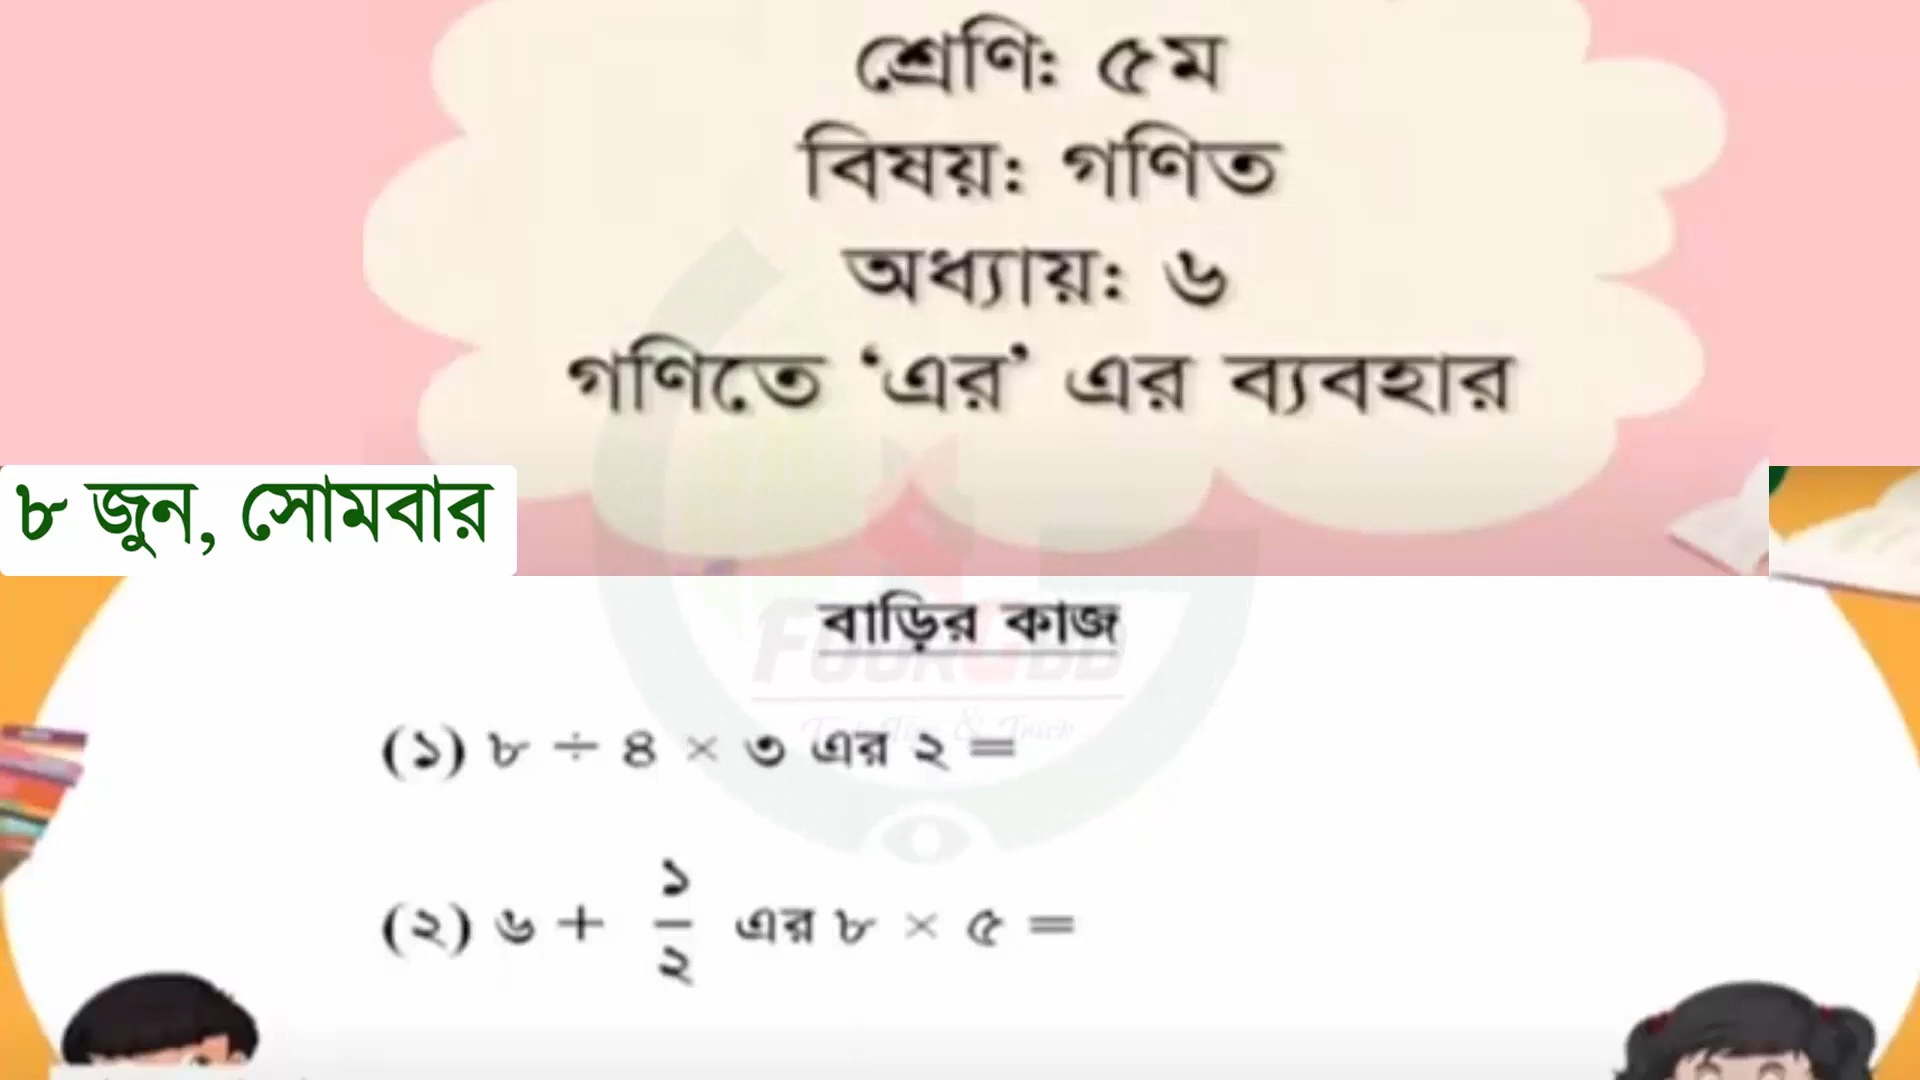 শ্রেণি: ৫ম
বিষয়: গণিত
অধ্যায়: ৬
গণিতে ‘এর’ এর ব্যবহার
৮ জুন, সোমবার
বাড়ির কাজ
(১) ৮ ÷ ৪ × ৩ এর ২ =
(২) ৬ + ১/২ এর ৮ × ৫ =